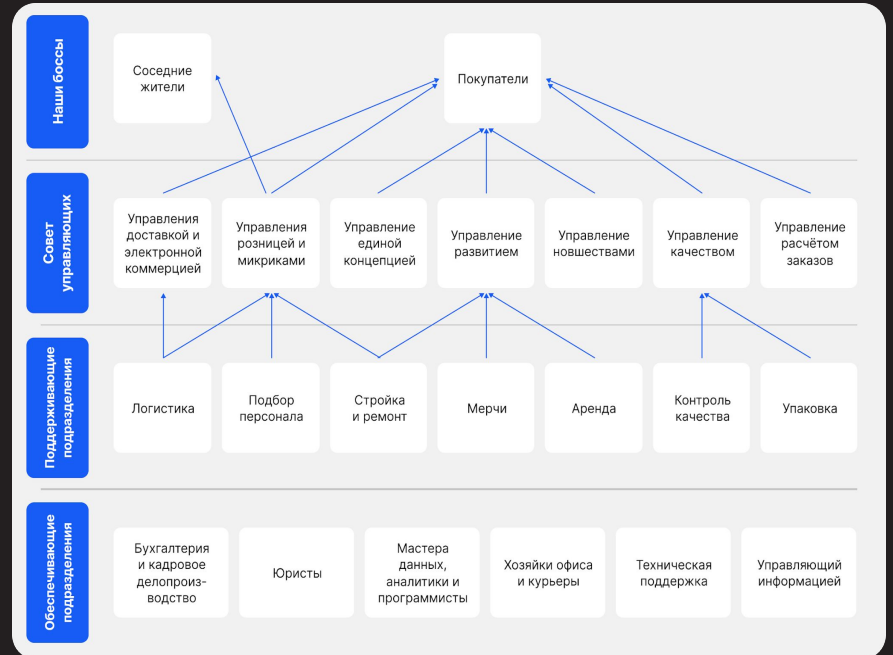 Наши боссы
Соседние
жители
Покупатели
Совет
управляющих
Управления
доставкой и
электронной
коммерцией
Управления
розницей и
микриками
Управление
единой
концепцией
Управление
развитием
Управление
новшествами
Управление
качеством
Управление
расчётом
заказов
Поддерживающие
подразделения
Логистика
Подбор
персонала
Стройка
и ремонт
Мерчи
Аренда
Контроль
качества
Упаковка
Обеспечивающие
подразделения
Бухгалтерия
и кадровое
делопроиз-
водство
Юристы
Мастера
данных,
аналитики и
программисты
Хозяйки офиса
и курьеры
Техническая
поддержка
Управляющий
информацией